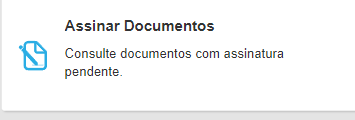 Assinar Documentos
Consulte documentos com assinatura
pendente.